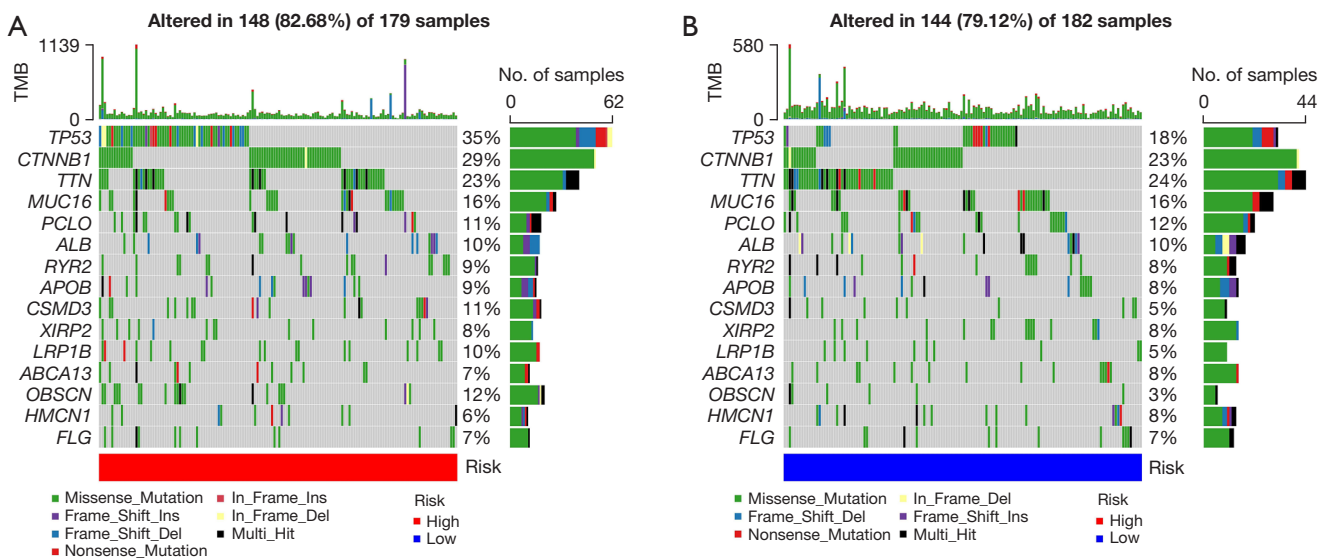 A
Altered in 148 (82.68%) of 179 samples
1139
0
TMB
No. of samples
0 62
TP53 35%
CTNNB1 29%
TTN 23%
MUC16 16%
PCLO 11%
ALB 10%
RYR2 9%
APOB 9%
CSMD3 11%
XIRP2 8%
LRP1B 10%
ABCA13 7%
OBSCN 12%
HMCN1 6%
FLG 7%
Risk
Missense_Mutation
Frame_Shift_Ins
Frame_Shift_Del
Nonsense_Mutation
In_Frame_Ins
In_Frame_Del
Multi_Hit
Risk
High
Low
B
Altered in 144 (79.12%) of 182 samples
580
0
TMB
No. of samples
0 44
TP53 18%
CTNNB1 23%
TTN 24%
MUC16 16%
PCLO 12%
ALB 10%
RYR2 8%
APOB 8%
CSMD3 5%
XIRP2 8%
LRP1B 5%
ABCA13 8%
OBSCN 3%
HMCN1 8%
FLG 7%
Risk
Missense_Mutation
Frame_Shift_Del
Nonsense_Mutation
In_Frame_Del
Frame_Shift_Ins
Multi_Hit
Risk
High
Low